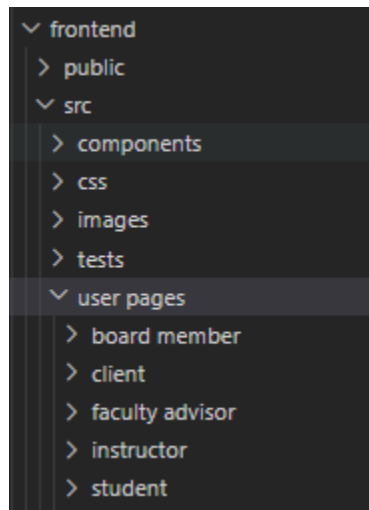 frontend
public
src
components
css
images
tests
user pages
board member
client
faculty advisor
instructor
student